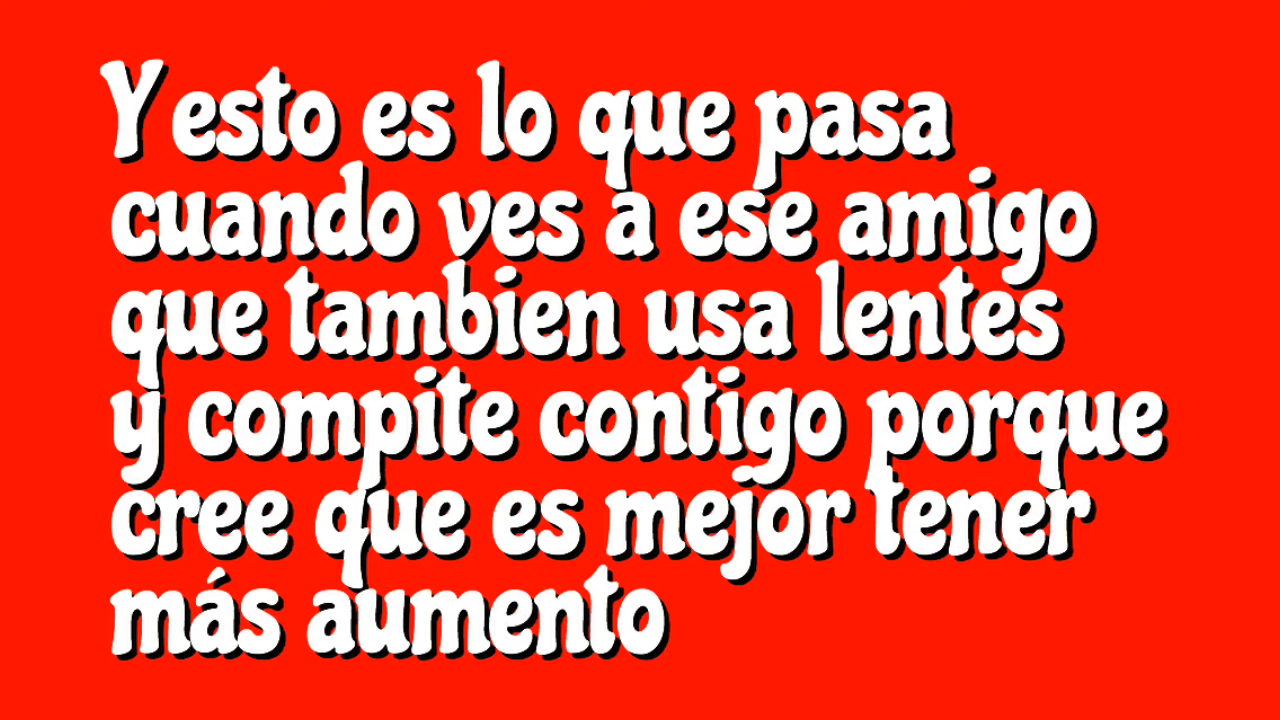 Y esto es lo que pasa
cuando ves a ese amigo
que tambien usa lentes
y compite contigo porque
cree que es mejor tener
más aumento